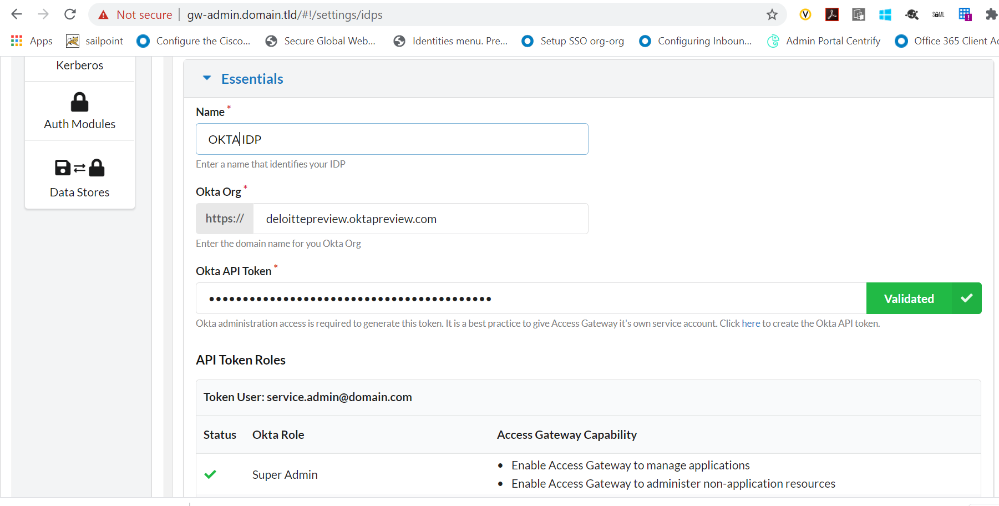 Not secure | gw-admin.domain.tld/#!/settings/idps
Apps sailpoint Configure the Cisco... Secure Global Web... Identities menu. Pre... Setup SSO org-org Configuring Inboun... Admin Portal Centrify Office 365 Client Ac
Kerberos
Auth Modules
Data Stores
Essentials
Name *
OKTA IDP
Enter a name that identifies your IDP
Okta Org *
https:// deloittepreview.oktapreview.com
Enter the domain name for you Okta Org
Okta API Token *
•••••••••••••••••••••••••••••••••••••••••• Validated
Okta administration access is required to generate this token. It is a best practice to give Access Gateway it's own service account. Click here to create the Okta API token.
API Token Roles
Token User: service.admin@domain.com
Status Okta Role Access Gateway Capability
Super Admin
• Enable Access Gateway to manage applications
• Enable Access Gateway to administer non-application resources